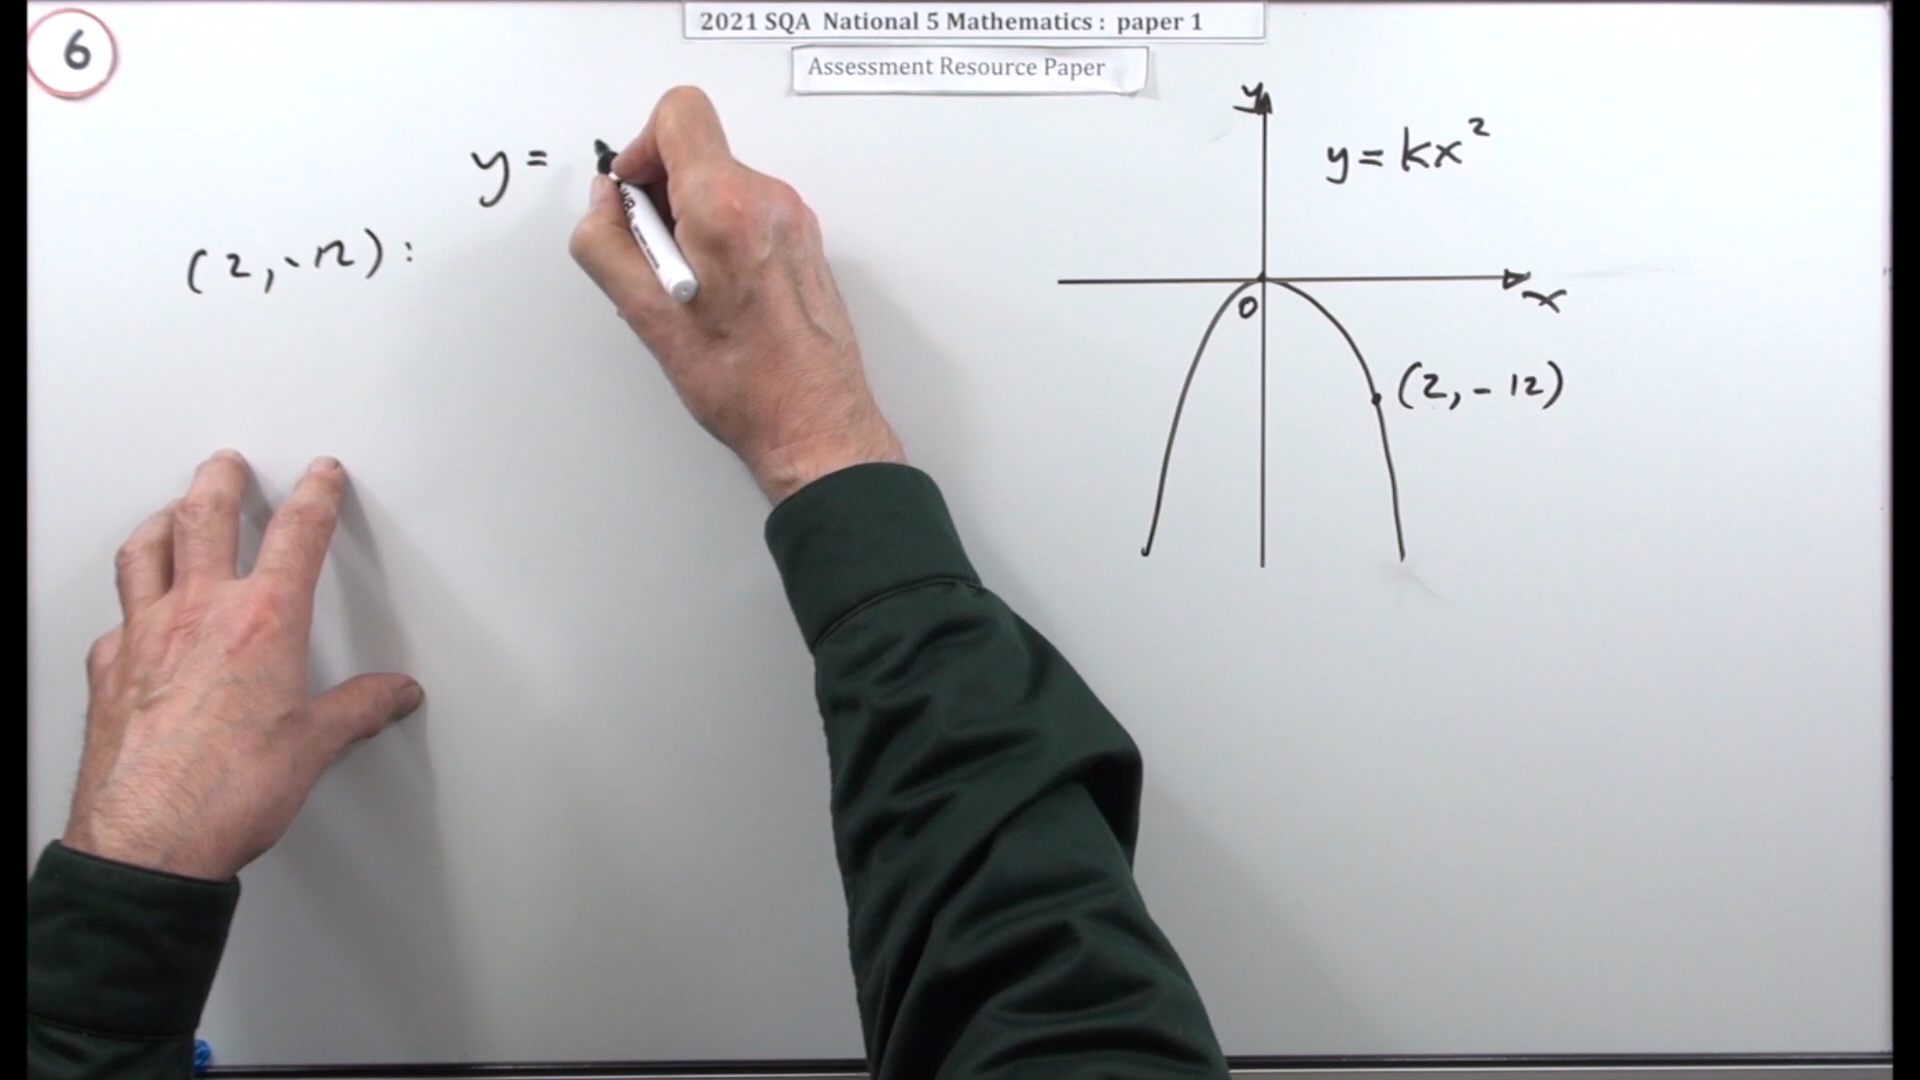 2021 SQA National 5 Mathematics : paper 1
Assessment Resource Paper
6
y =
(2, -12) :
y
y = kx²
x
0
(2, - 12)